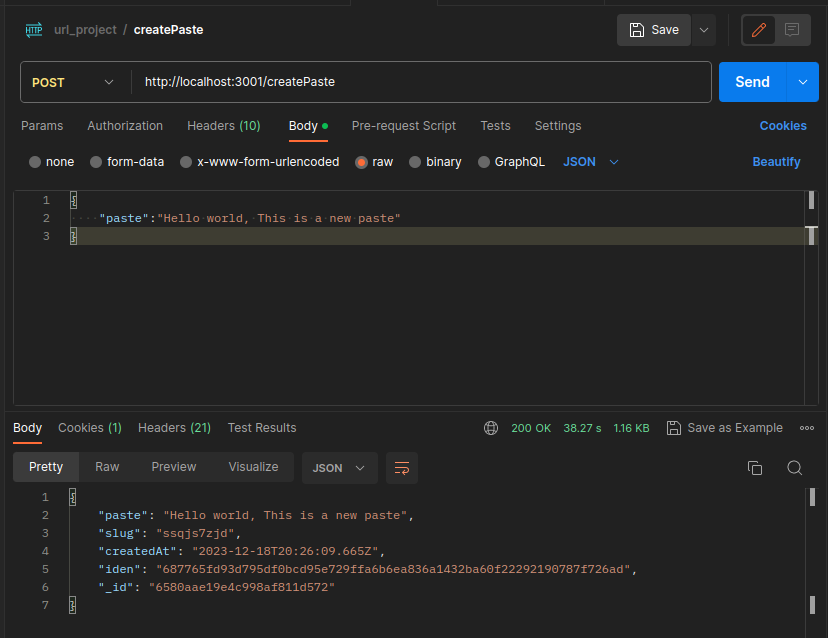 HTTP url_project / createPaste Save
POST http://localhost:3001/createPaste Send
Params Authorization Headers (10) Body Pre-request Script Tests Settings Cookies
none form-data x-www-form-urlencoded raw binary GraphQL JSON Beautify
1 {
2 "paste":"Hello world, This is a new paste"
3 }
Body Cookies (1) Headers (21) Test Results 200 OK 38.27 s 1.16 KB Save as Example
Pretty Raw Preview Visualize JSON
1 {
2 "paste": "Hello world, This is a new paste",
3 "slug": "ssqjs7zjd",
4 "createdAt": "2023-12-18T20:26:09.665Z",
5 "iden": "687765fd93d795df0bcd95e729ffa6b6ea836a1432ba60f22292190787f726ad",
6 "_id": "6580aae19e4c998af811d572"
7 }